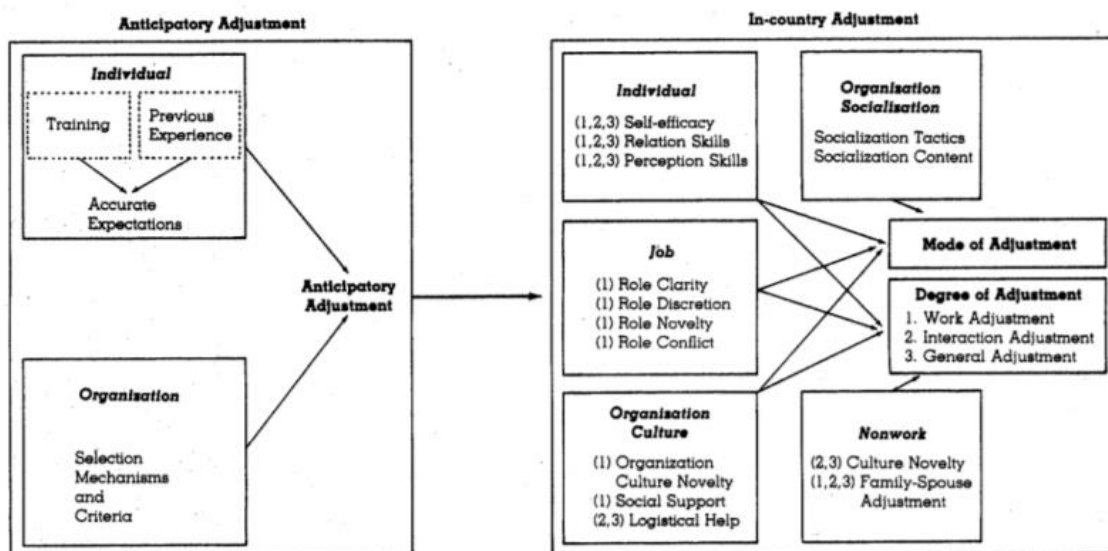 Anticipatory Adjustment
Individual
Training
Previous
Experience
Accurate
Expectations
Anticipatory
Adjustment
Organisation
Selection
Mechanisms
and
Criteria
In-country Adjustment
Individual
(1,2,3) Self-efficacy
(1,2,3) Relation Skills
(1,2,3) Perception Skills
Organisation
Socialisation
Socialization Tactics
Socialization Content
Job
(1) Role Clarity
(1) Role Discretion
(1) Role Novelty
(1) Role Conflict
Mode of Adjustment
Degree of Adjustment
1. Work Adjustment
2. Interaction Adjustment
3. General Adjustment
Organisation
Culture
(1) Organization
Culture Novelty
(1) Social Support
(2,3) Logistical Help
Nonwork
(2,3) Culture Novelty
(1,2,3) Family-Spouse
Adjustment